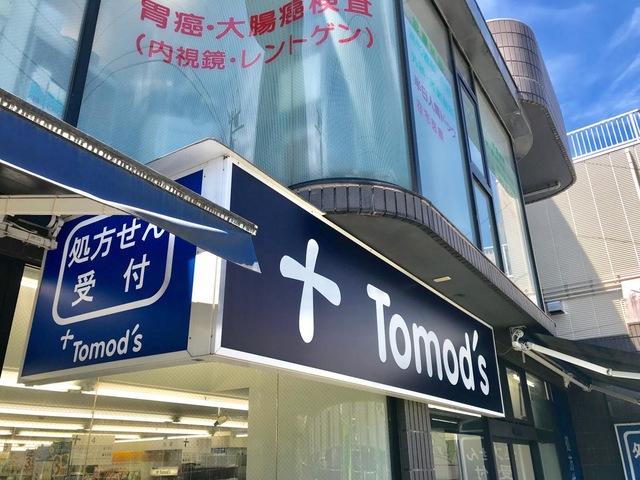 胃癌・大腸癌検査
(内視鏡・レントゲン)
処方せん
受付
Tomod's
Tomod's